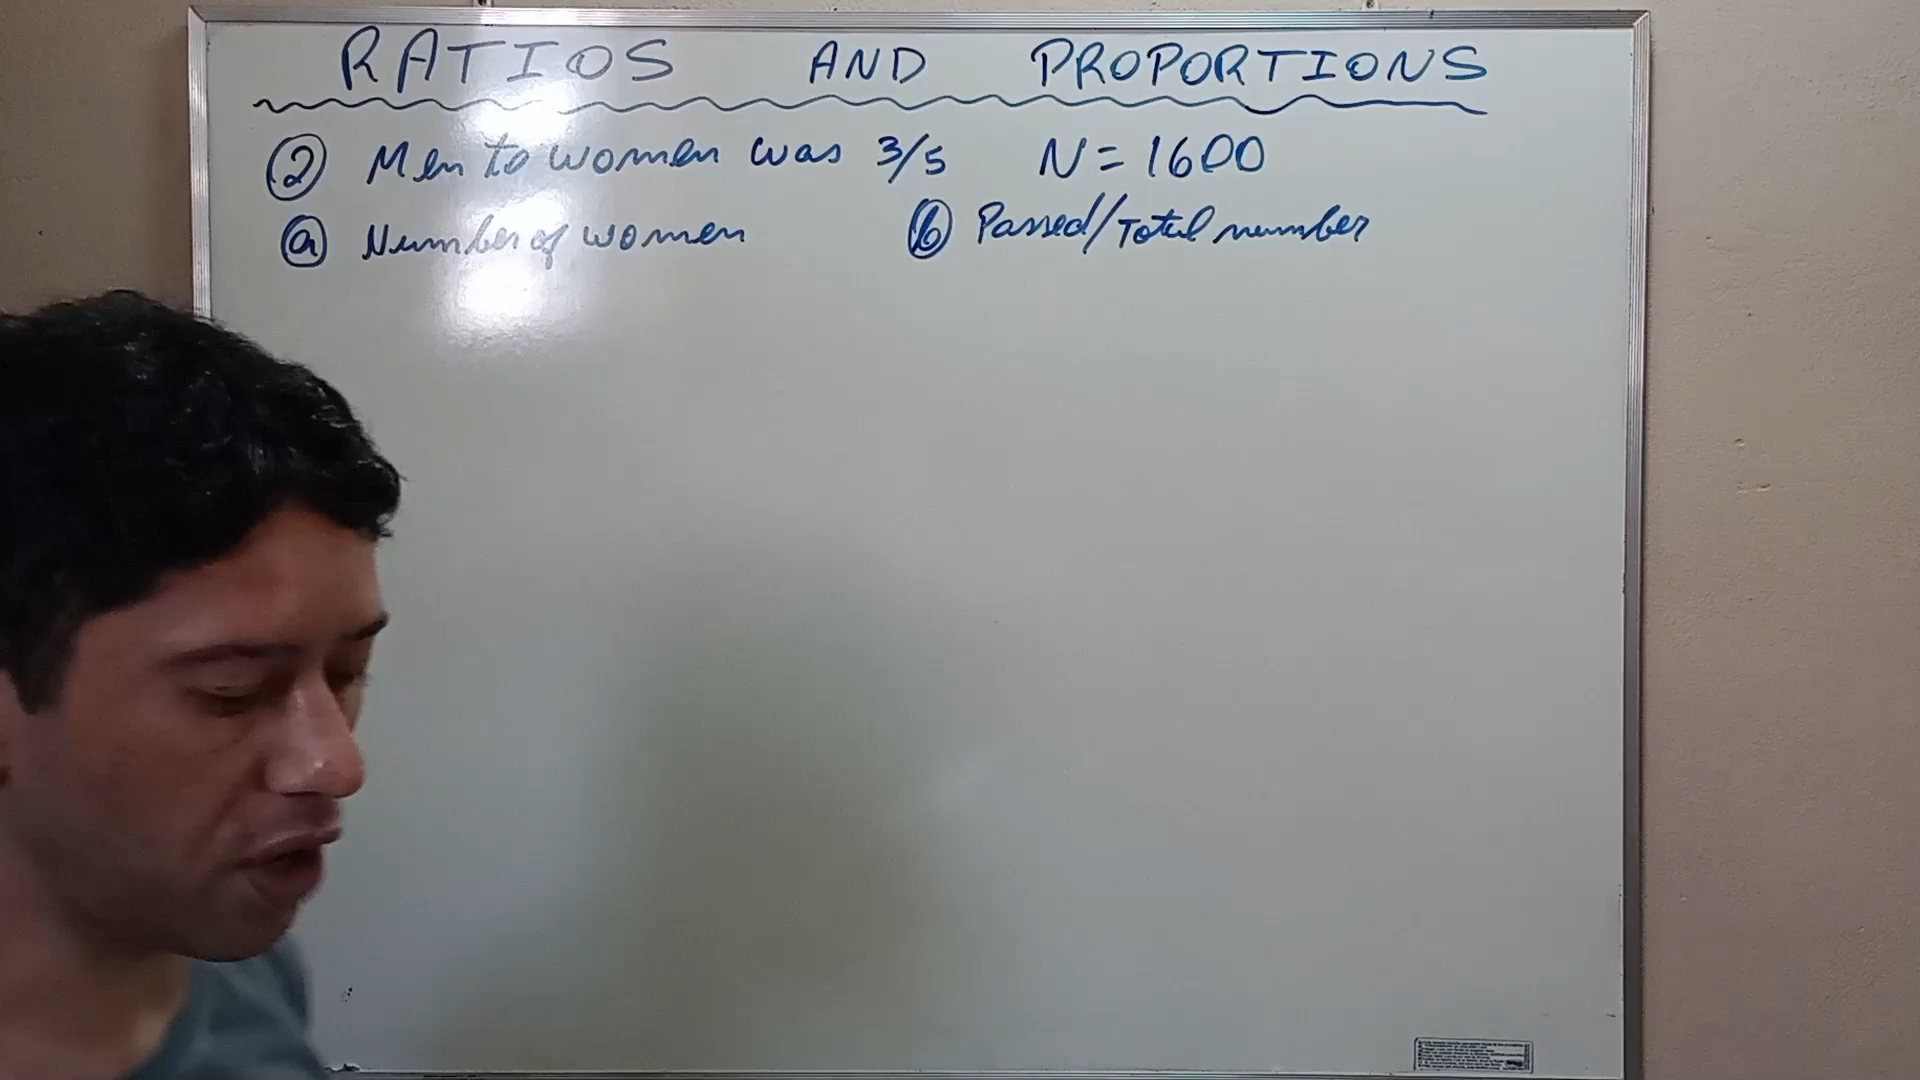 RATIOS AND PROPORTIONS
② Men to women was 3/5 N = 1600
ⓐ Number of women ⓑ Passed/Total number